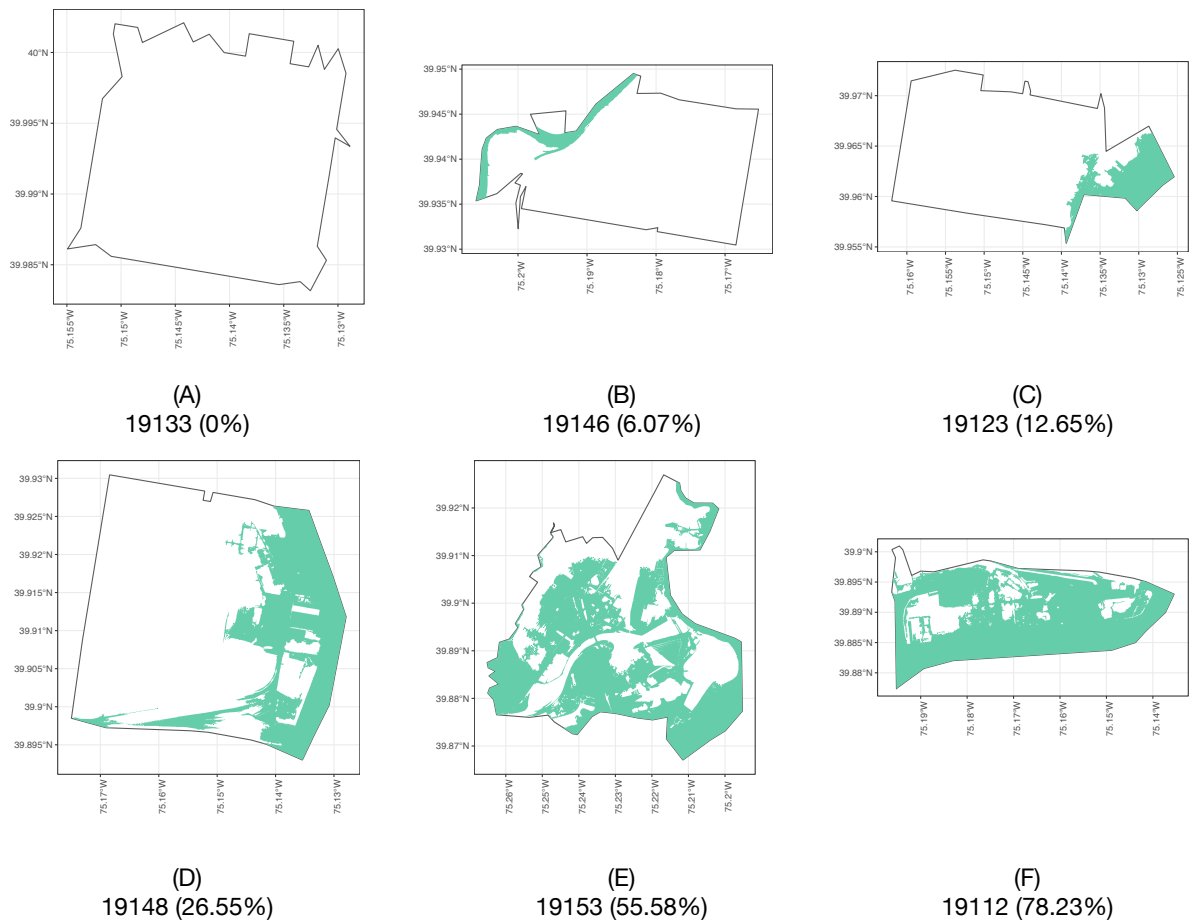 40°N
39.995°N
39.99°N
39.985°N
75.155°W
75.15°W
75.145°W
75.14°W
75.135°W
75.13°W
(A)
19133 (0%)
39.95°N
39.945°N
39.94°N
39.935°N
39.93°N
75.2°W
75.19°W
75.18°W
75.17°W
(B)
19146 (6.07%)
39.97°N
39.965°N
39.96°N
39.955°N
75.16°W
75.155°W
75.15°W
75.145°W
75.14°W
75.135°W
75.13°W
75.125°W
(C)
19123 (12.65%)
39.93°N
39.925°N
39.92°N
39.915°N
39.91°N
39.905°N
39.9°N
39.895°N
75.17°W
75.16°W
75.15°W
75.14°W
75.13°W
(D)
19148 (26.55%)
39.92°N
39.91°N
39.9°N
39.89°N
39.88°N
39.87°N
75.26°W
75.25°W
75.24°W
75.23°W
75.22°W
75.21°W
75.2°W
(E)
19153 (55.58%)
39.9°N
39.895°N
39.89°N
39.885°N
39.88°N
75.19°W
75.18°W
75.17°W
75.16°W
75.15°W
75.14°W
(F)
19112 (78.23%)